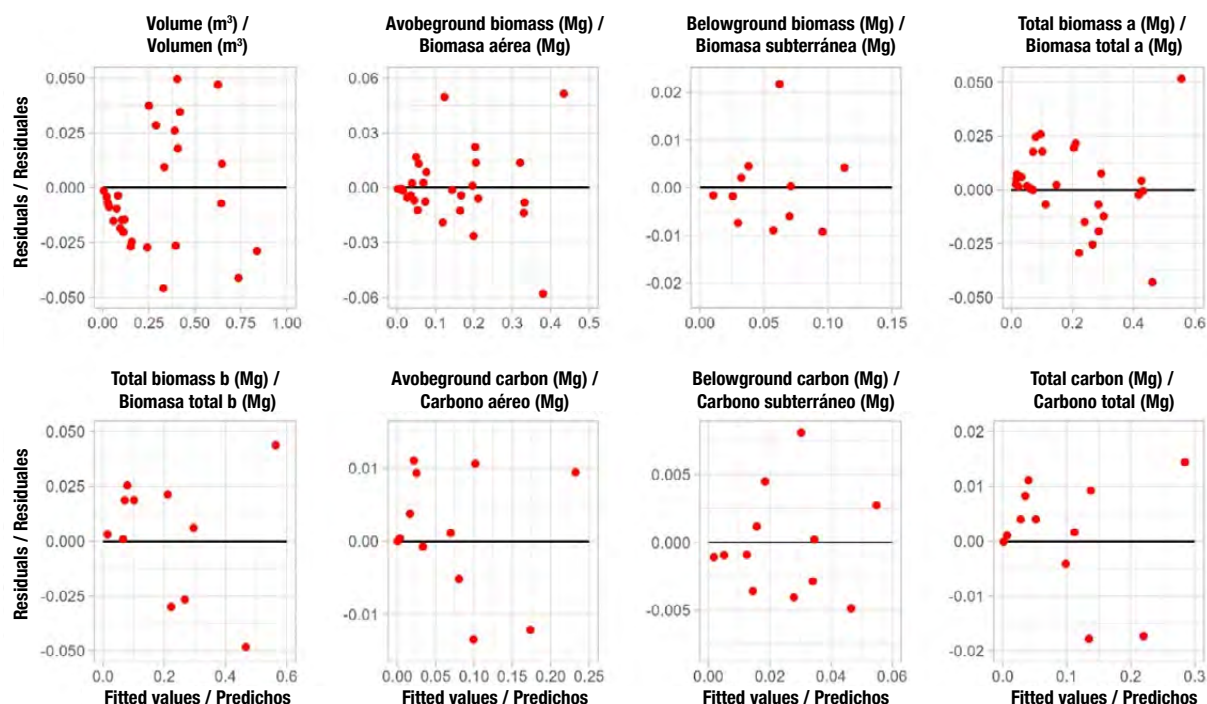 Volume (m³) /
Volumen (m³)
Avobeground biomass (Mg) /
Biomasa aérea (Mg)
Belowground biomass (Mg) /
Biomasa subterránea (Mg)
Total biomass a (Mg) /
Biomasa total a (Mg)
Residuals / Residuales
0.050
0.025
0.000
-0.025
-0.050
0.00 0.25 0.50 0.75 1.00
0.06
0.03
0.00
-0.03
-0.06
0.0 0.1 0.2 0.3 0.4 0.5
0.02
0.01
0.00
-0.01
-0.02
0.00 0.05 0.10 0.15
0.050
0.025
0.000
-0.025
-0.050
0.0 0.2 0.4 0.6
Total biomass b (Mg) /
Biomasa total b (Mg)
Avobeground carbon (Mg) /
Carbono aéreo (Mg)
Belowground carbon (Mg) /
Carbono subterráneo (Mg)
Total carbon (Mg) /
Carbono total (Mg)
Residuals / Residuales
0.050
0.025
0.000
-0.025
-0.050
0.0 0.2 0.4 0.6
0.01
0.00
-0.01
0.00 0.05 0.10 0.15 0.20 0.25
0.005
0.000
-0.005
0.00 0.02 0.04 0.06
0.02
0.01
0.00
-0.01
-0.02
0.0 0.1 0.2 0.3
Fitted values / Predichos
Fitted values / Predichos
Fitted values / Predichos
Fitted values / Predichos